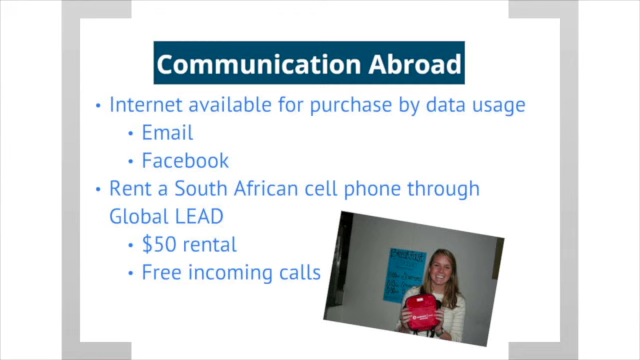 Communication Abroad
• Internet available for purchase by data usage
• Email
• Facebook
• Rent a South African cell phone through
Global LEAD
• $50 rental
• Free incoming calls